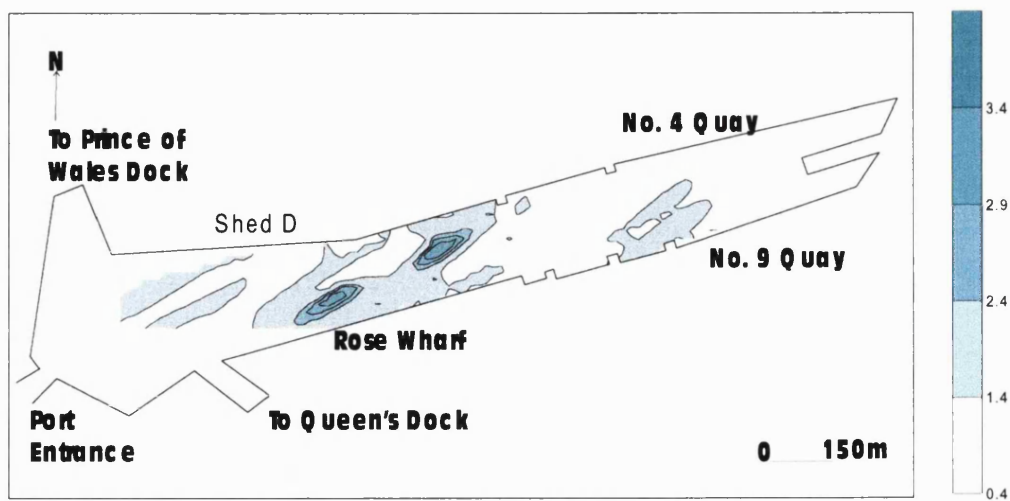 N
To Prince of
Wales Dock
Shed D
No. 4 Quay
No. 9 Quay
Rose Wharf
Port
Entrance
To Queen's Dock
0 150m
3.4
2.9
2.4
1.4
0.4